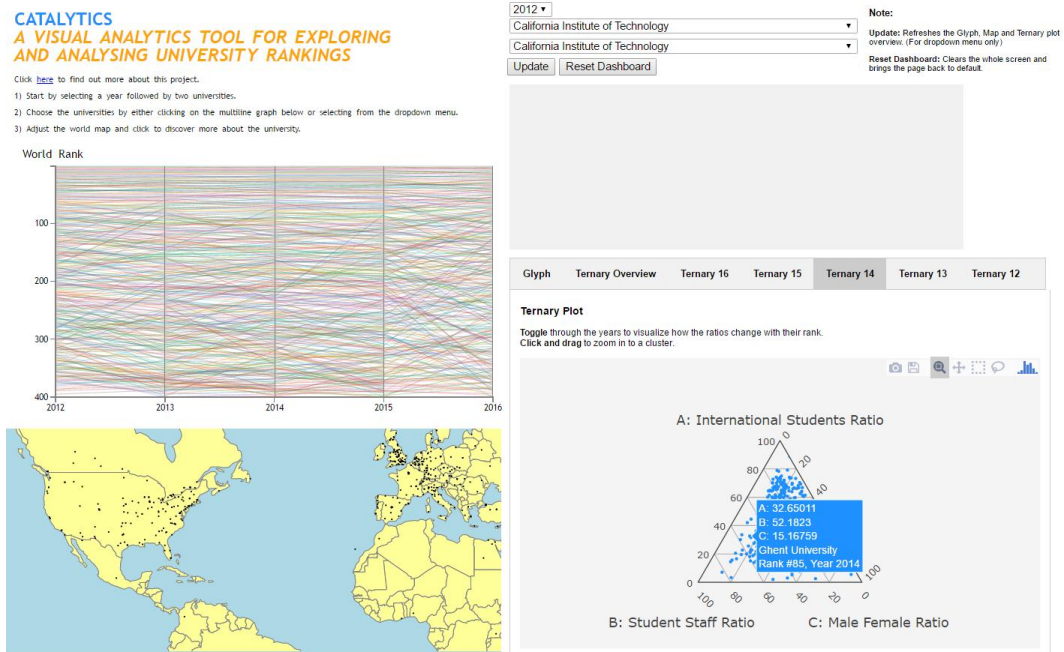 CATALYTICS
A VISUAL ANALYTICS TOOL FOR EXPLORING
AND ANALYSING UNIVERSITY RANKINGS
Click here to find out more about this project.
1) Start by selecting a year followed by two universities.
2) Choose the universities by either clicking on the multiline graph below or selecting from the dropdown menu.
3) Adjust the world map and click to discover more about the university.
World Rank
100
200
300
400
2012 2013 2014 2015 2016
2012
California Institute of Technology
California Institute of Technology
Update Reset Dashboard
Note:
Update: Refreshes the Glyph, Map and Ternary plot
overview. (For dropdown menu only)
Reset Dashboard: Clears the whole screen and
brings the page back to default.
Glyph Ternary Overview Ternary 16 Ternary 15 Ternary 14 Ternary 13 Ternary 12
Ternary Plot
Toggle through the years to visualize how the ratios change with their rank.
Click and drag to zoom in to a cluster.
A: International Students Ratio
100 0
80 20
60 40
40
20
0 100
100 80 60 40 20 0
A: 32.65011
B: 52.1823
C: 15.16759
Ghent University
Rank #85, Year 2014
B: Student Staff Ratio C: Male Female Ratio